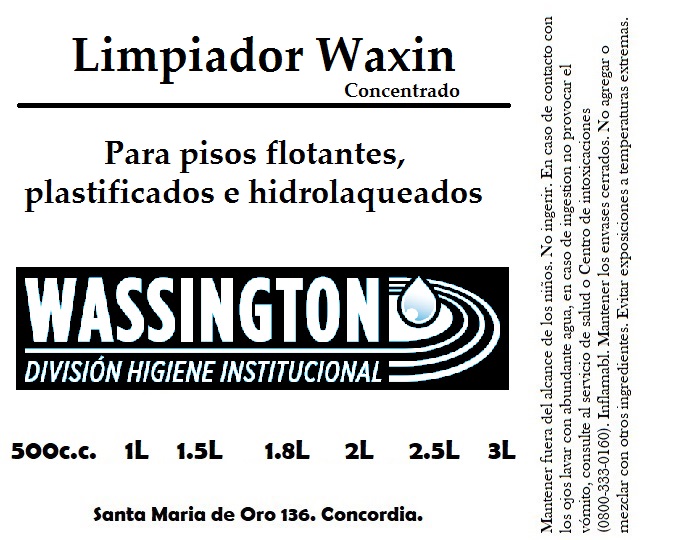 Limpiador Waxin
Concentrado
Para pisos flotantes,
plastificados e hidrolaqueados
WASSINGTON
DIVISIÓN HIGIENE INSTITUCIONAL
500c.c. 1L 1.5L 1.8L 2L 2.5L 3L
Santa Maria de Oro 136. Concordia.
Mantener fuera del alcance de los niños. No ingerir. En caso de contacto con
los ojos lavar con abundante agua, en caso de ingestion no provocar el
vómito, consulte al servicio de salud o Centro de intoxicaciones
(0800-333-0160). Inflamabl. Mantener los envases cerrados. No agregar o
mezclar con otros ingredientes. Evitar exposiciones a temperaturas extremas.